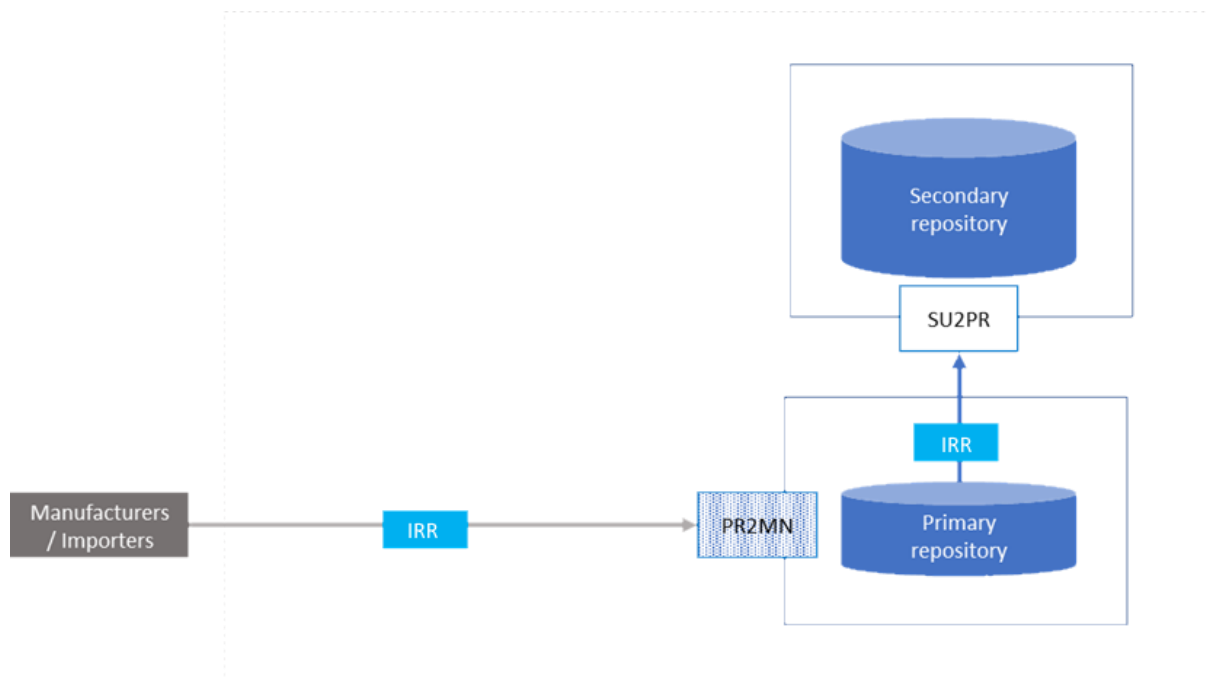 Secondary
repository
SU2PR
IRR
Manufacturers
/ Importers
IRR
PR2MN
Primary
repository